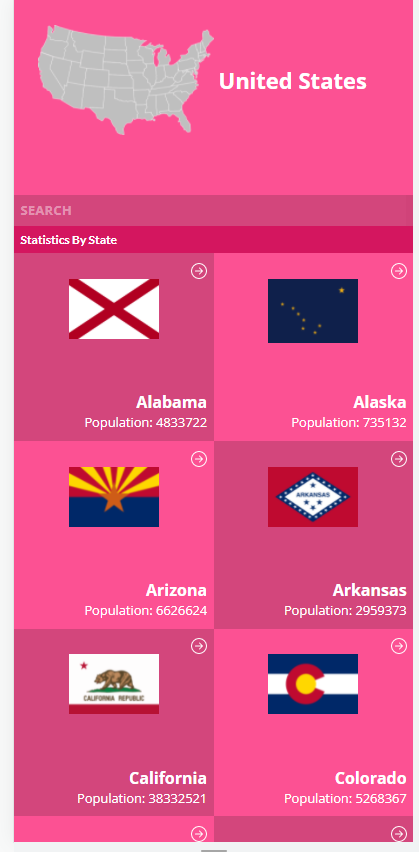 United States
SEARCH
Statistics By State
Alabama
Population: 4833722
Alaska
Population: 735132
Arizona
Population: 6626624
ARKANSAS
Arkansas
Population: 2959373
CALIFORNIA REPUBLIC
California
Population: 38332521
Colorado
Population: 5268367